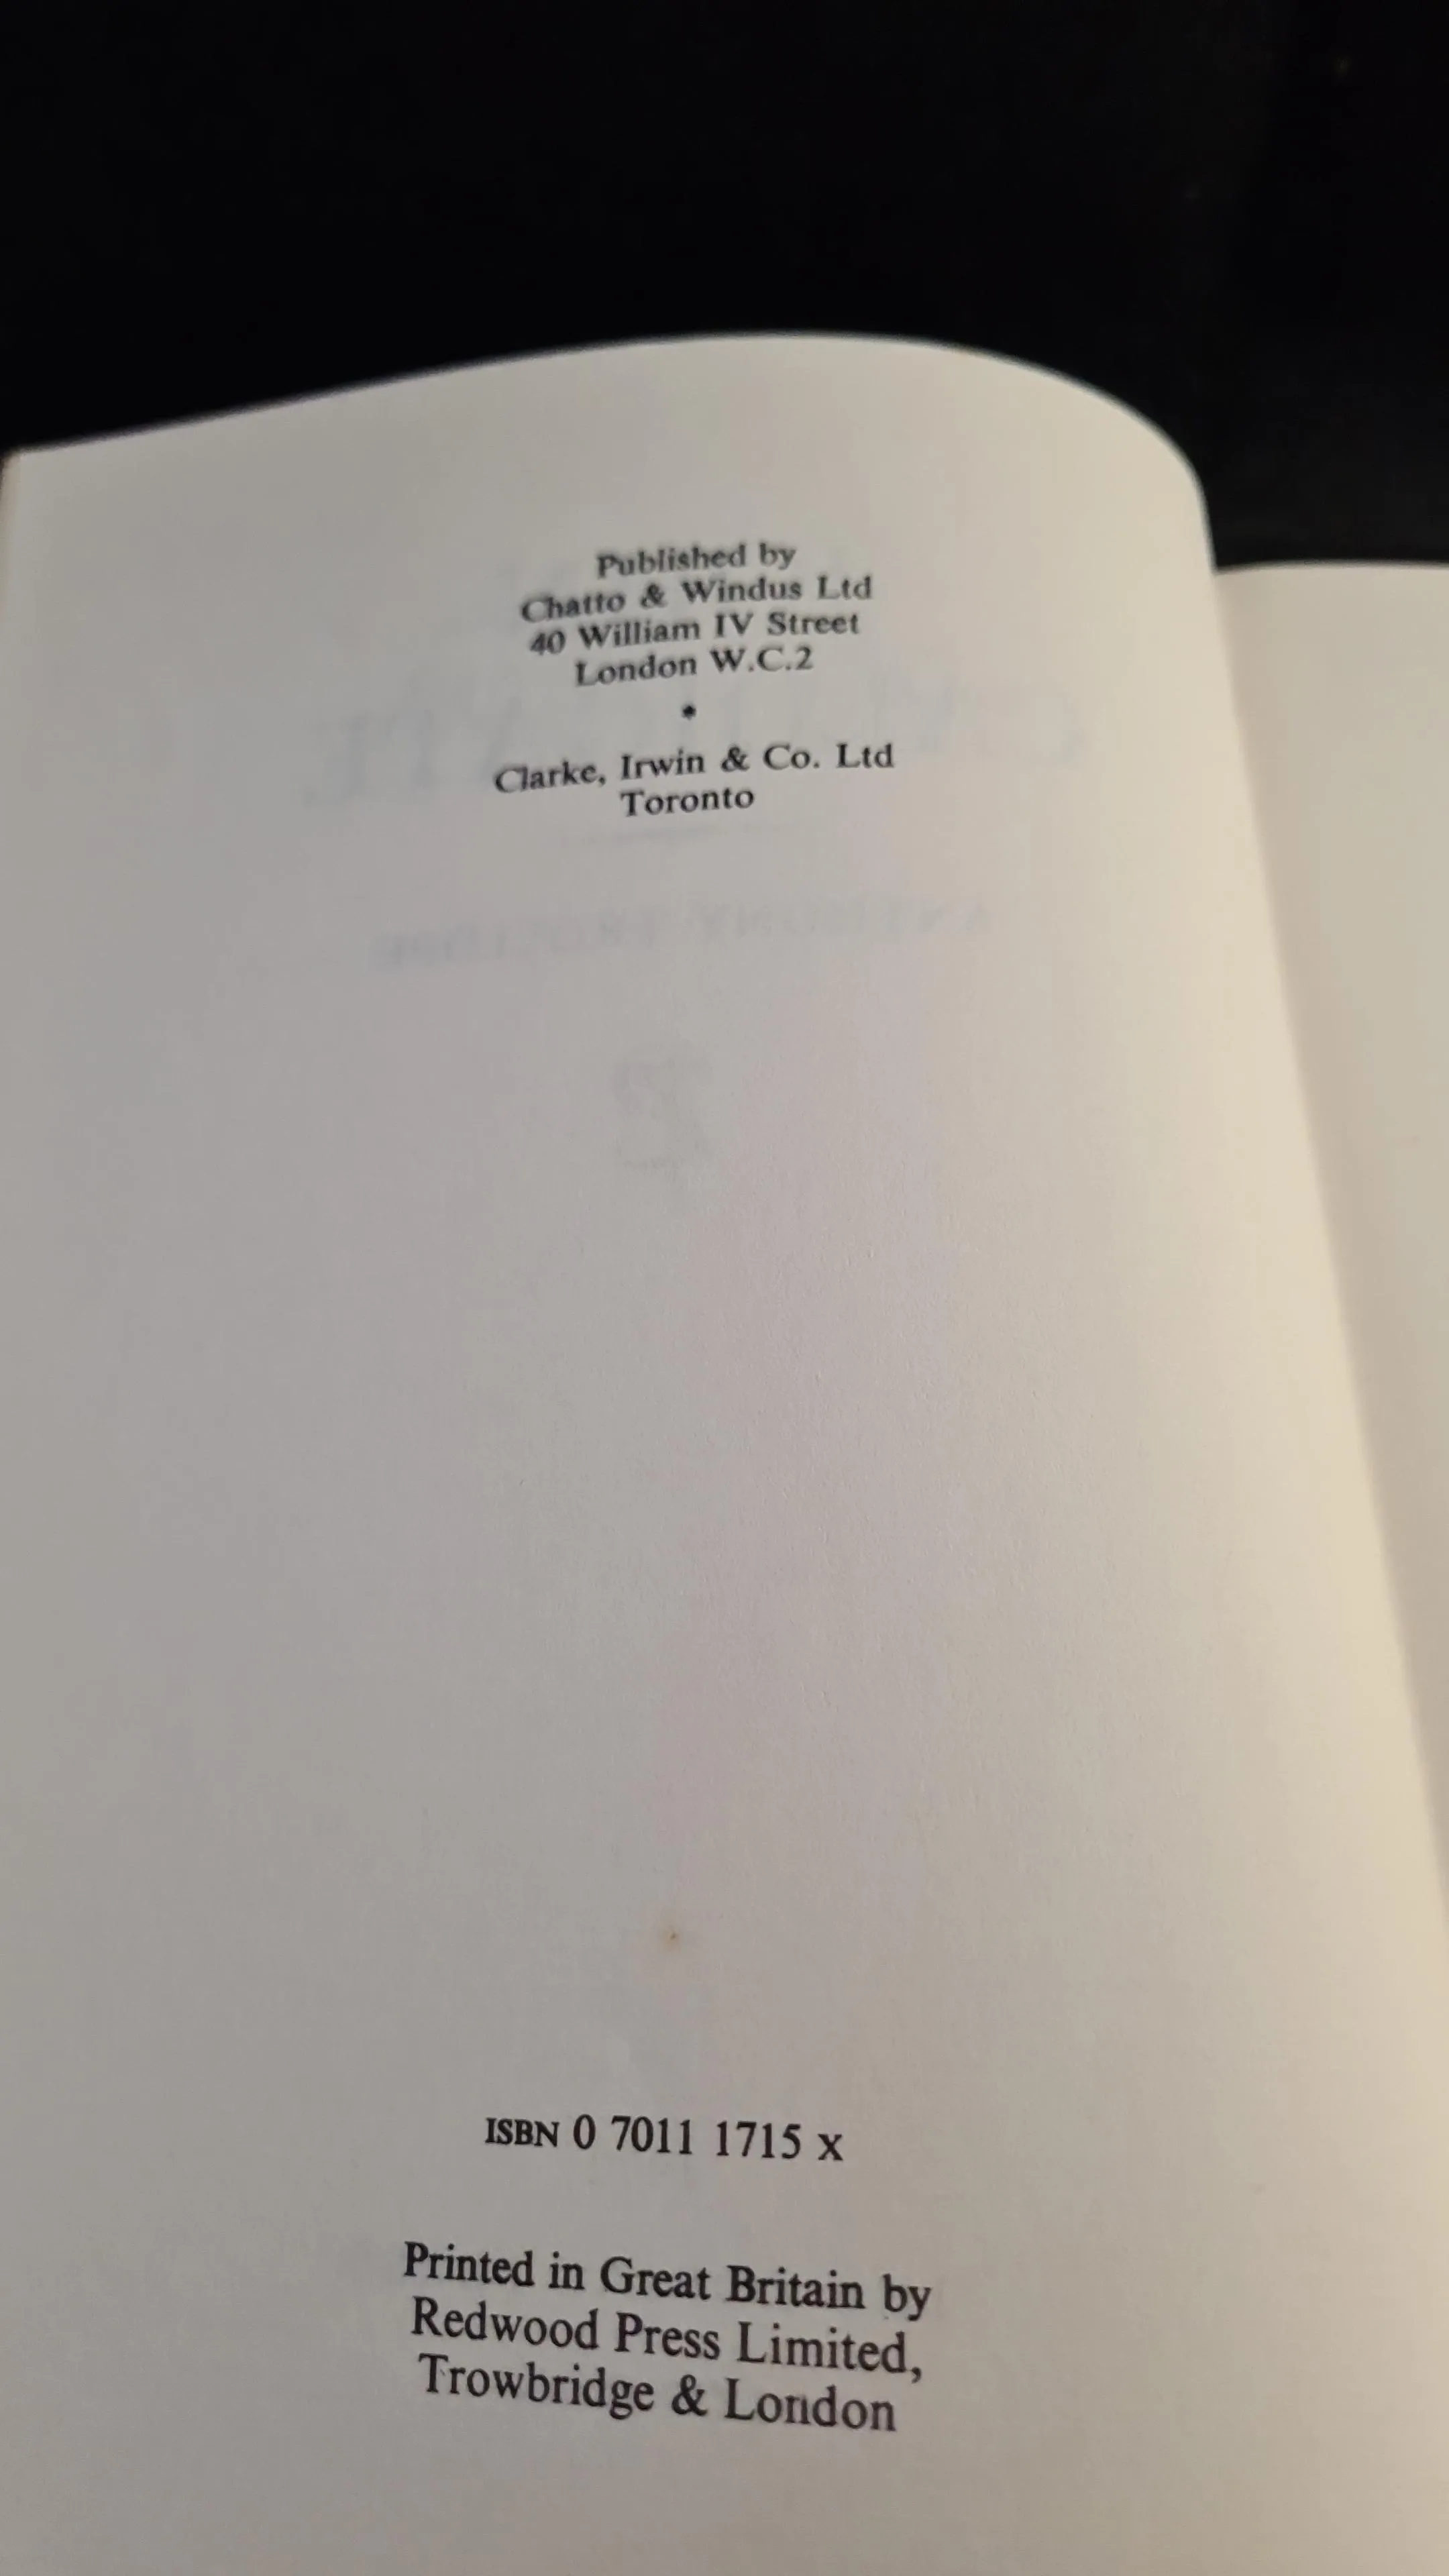 Published by
Chatto & Windus Ltd
40 William IV Street
London W.C.2
Clarke, Irwin & Co. Ltd
Toronto
ISBN 0 7011 1715 x
Printed in Great Britain by
Redwood Press Limited,
Trowbridge & London